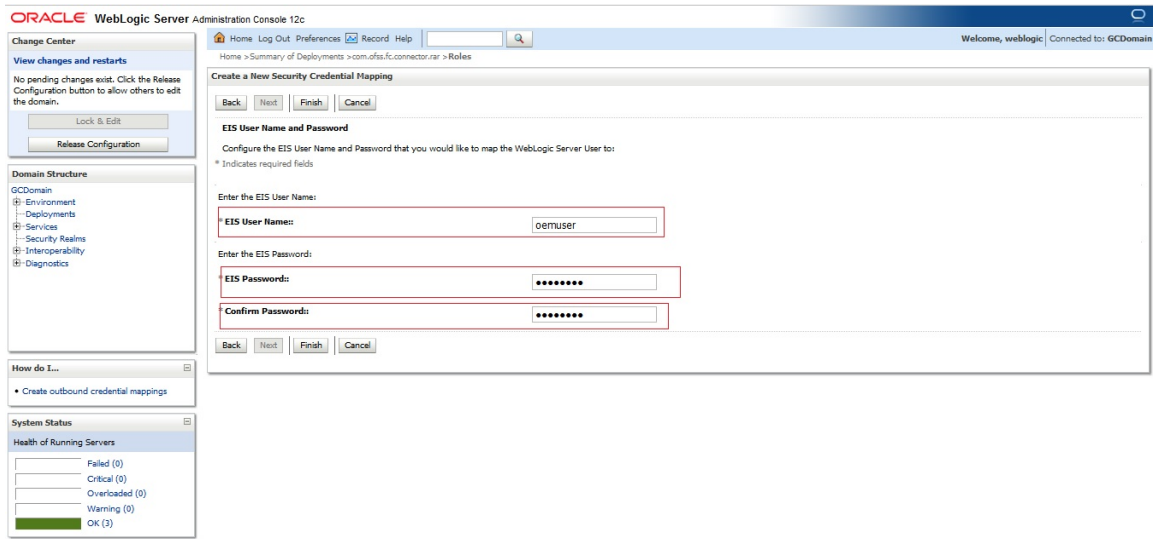 ORACLE WebLogic Server Administration Console 12c
Change Center
View changes and restarts
No pending changes exist. Click the Release
Configuration button to allow others to edit
the domain.
Lock & Edit
Release Configuration
Domain Structure
GCDomain
Environment
Deployments
Services
Security Realms
Interoperability
Diagnostics
How do I...
Create outbound credential mappings
System Status
Health of Running Servers
Failed (0)
Critical (0)
Overloaded (0)
Warning (0)
OK (3)
Home Log Out Preferences Record Help
Welcome, weblogic Connected to: GCDomain
Home >Summary of Deployments >com.ofss.fc.connector.rar >Roles
Create a New Security Credential Mapping
Back Next Finish Cancel
EIS User Name and Password
Configure the EIS User Name and Password that you would like to map the WebLogic Server User to:
* Indicates required fields
Enter the EIS User Name:
* EIS User Name:: oemuser
Enter the EIS Password:
* EIS Password:: ••••••••
* Confirm Password:: ••••••••
Back Next Finish Cancel